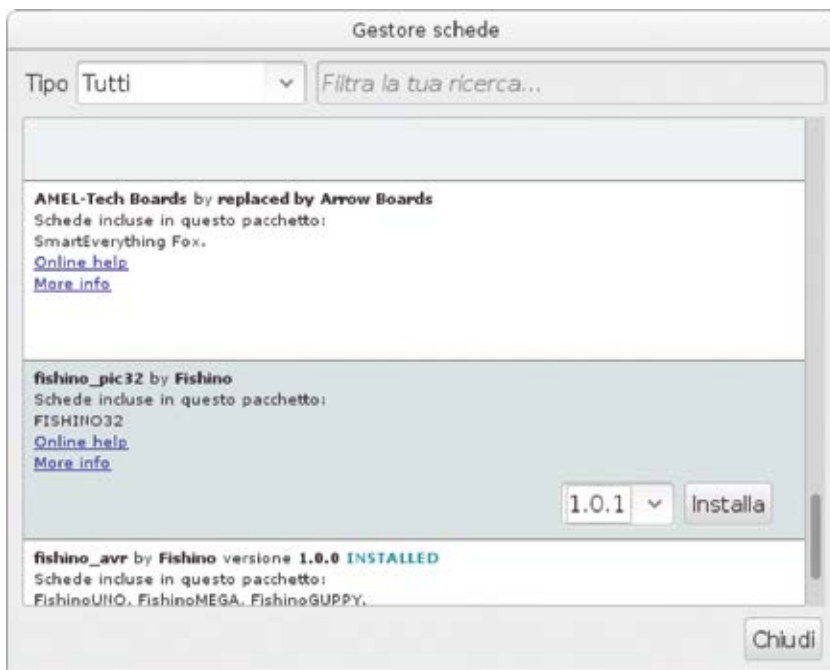 Gestore schede
Tipo Tutti Filtra la tua ricerca...
AMEL-Tech Boards by replaced by Arrow Boards
Schede incluse in questo pacchetto:
SmartEverything Fox.
Online help
More info
fishino_pic32 by Fishino
Schede incluse in questo pacchetto:
FISHINO32
Online help
More info
1.0.1 Installa
fishino_avr by Fishino versione 1.0.0 INSTALLED
Schede incluse in questo pacchetto:
FishinoUNO, FishinoMEGA, FishinoGUPPY.
Chiudi